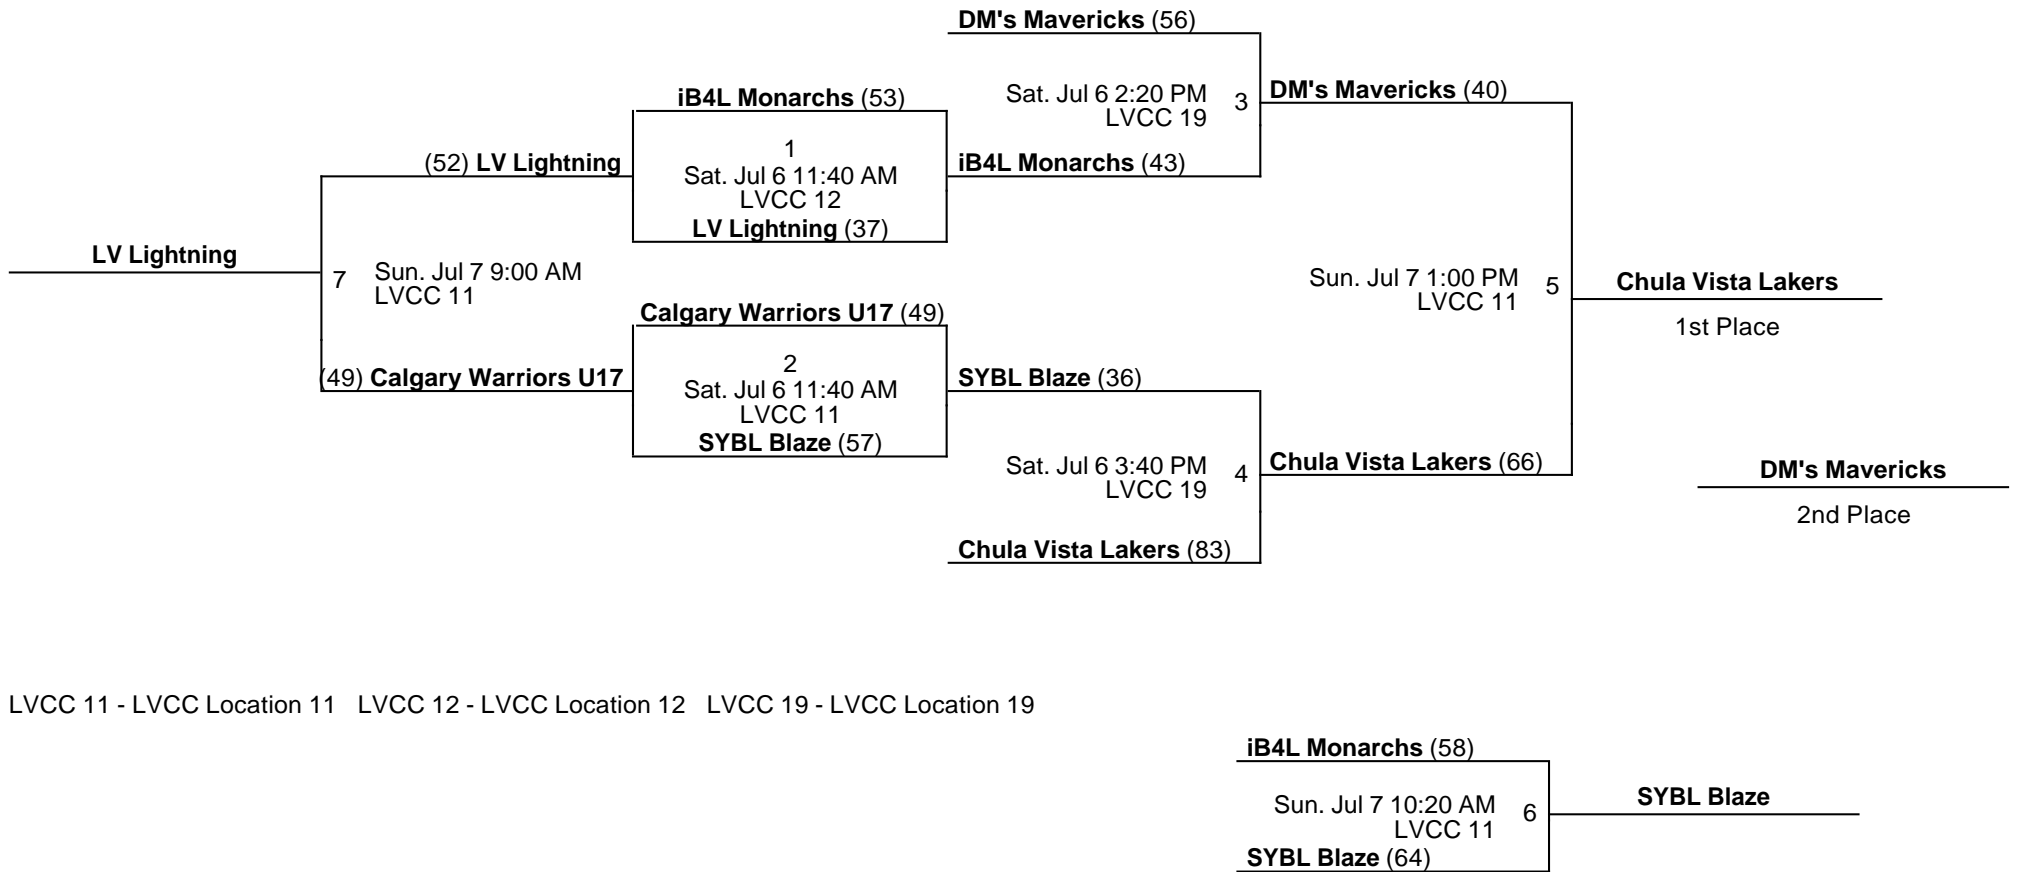 DM's Mavericks (56)
Sat. Jul 6 2:20 PM
LVCC 19
3
DM's Mavericks (40)
iB4L Monarchs (53)
1
Sat. Jul 6 11:40 AM
LVCC 12
LV Lightning (37)
(52) LV Lightning
iB4L Monarchs (43)
LV Lightning
7
Sun. Jul 7 9:00 AM
LVCC 11
Sun. Jul 7 1:00 PM
LVCC 11
5
Chula Vista Lakers
1st Place
Calgary Warriors U17 (49)
2
Sat. Jul 6 11:40 AM
LVCC 11
SYBL Blaze (57)
(49) Calgary Warriors U17
SYBL Blaze (36)
Sat. Jul 6 3:40 PM
LVCC 19
4
Chula Vista Lakers (66)
DM's Mavericks
2nd Place
Chula Vista Lakers (83)
LVCC 11 - LVCC Location 11 LVCC 12 - LVCC Location 12 LVCC 19 - LVCC Location 19
iB4L Monarchs (58)
Sun. Jul 7 10:20 AM
LVCC 11
6
SYBL Blaze
SYBL Blaze (64)